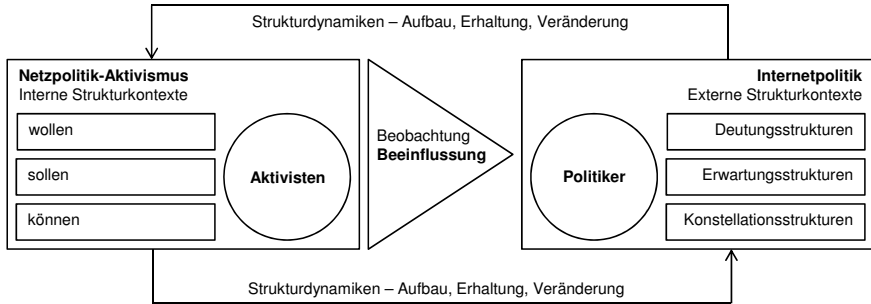 Strukturdynamiken – Aufbau, Erhaltung, Veränderung
Netzpolitik-Aktivismus
Interne Strukturkontexte
wollen
sollen
können
Aktivisten
Beobachtung
Beeinflussung
Internetpolitik
Externe Strukturkontexte
Politiker
Deutungsstrukturen
Erwartungsstrukturen
Konstellationsstrukturen
Strukturdynamiken – Aufbau, Erhaltung, Veränderung